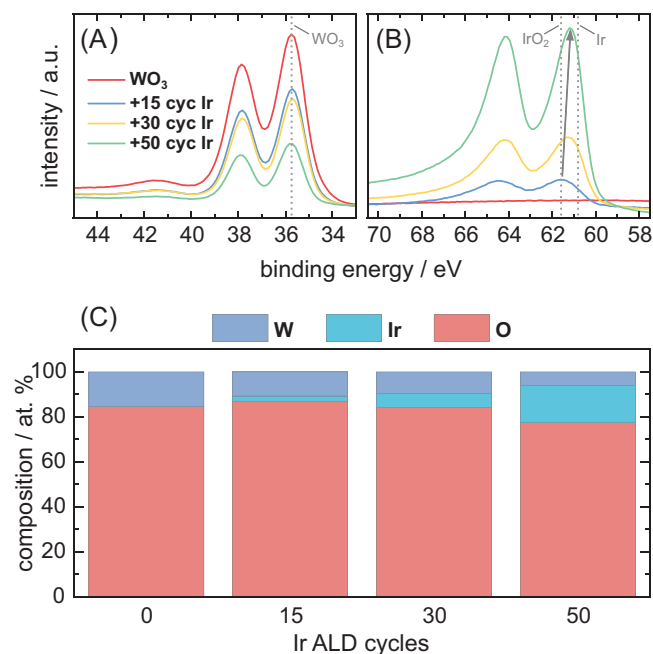 (A)
WO₃
WO₃
+15 cyc Ir
+30 cyc Ir
+50 cyc Ir
intensity / a.u.
44 42 40 38 36 34
(B)
IrO₂
Ir
70 68 66 64 62 60 58
binding energy / eV
(C)
W Ir O
composition / at. %
100
80
60
40
20
0
0 15 30 50
Ir ALD cycles